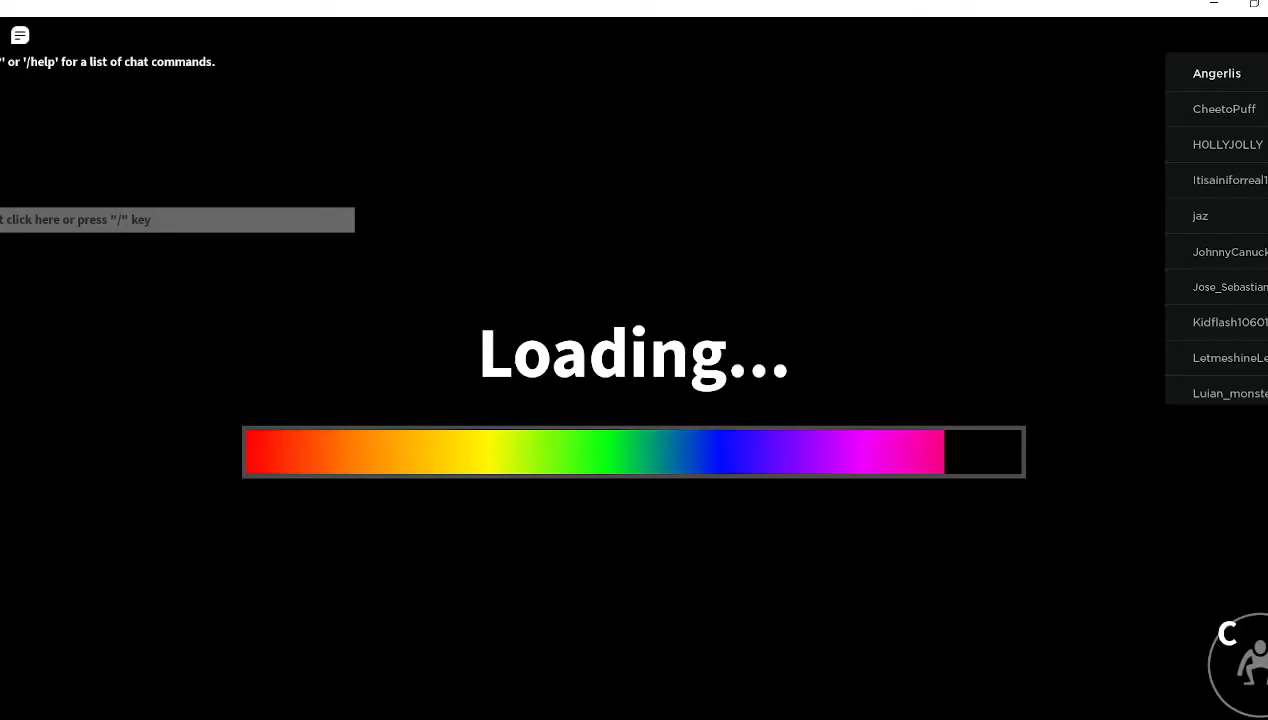 ' or '/help' for a list of chat commands.
t click here or press "/" key
Loading...
Angerlis
CheetoPuff
H0LLYJ0LLY
Itisainiforreal1
jaz
JohnnyCanuck
Jose_Sebastian
Kidflash10601
LetmeshineLe
Luian_monste
C